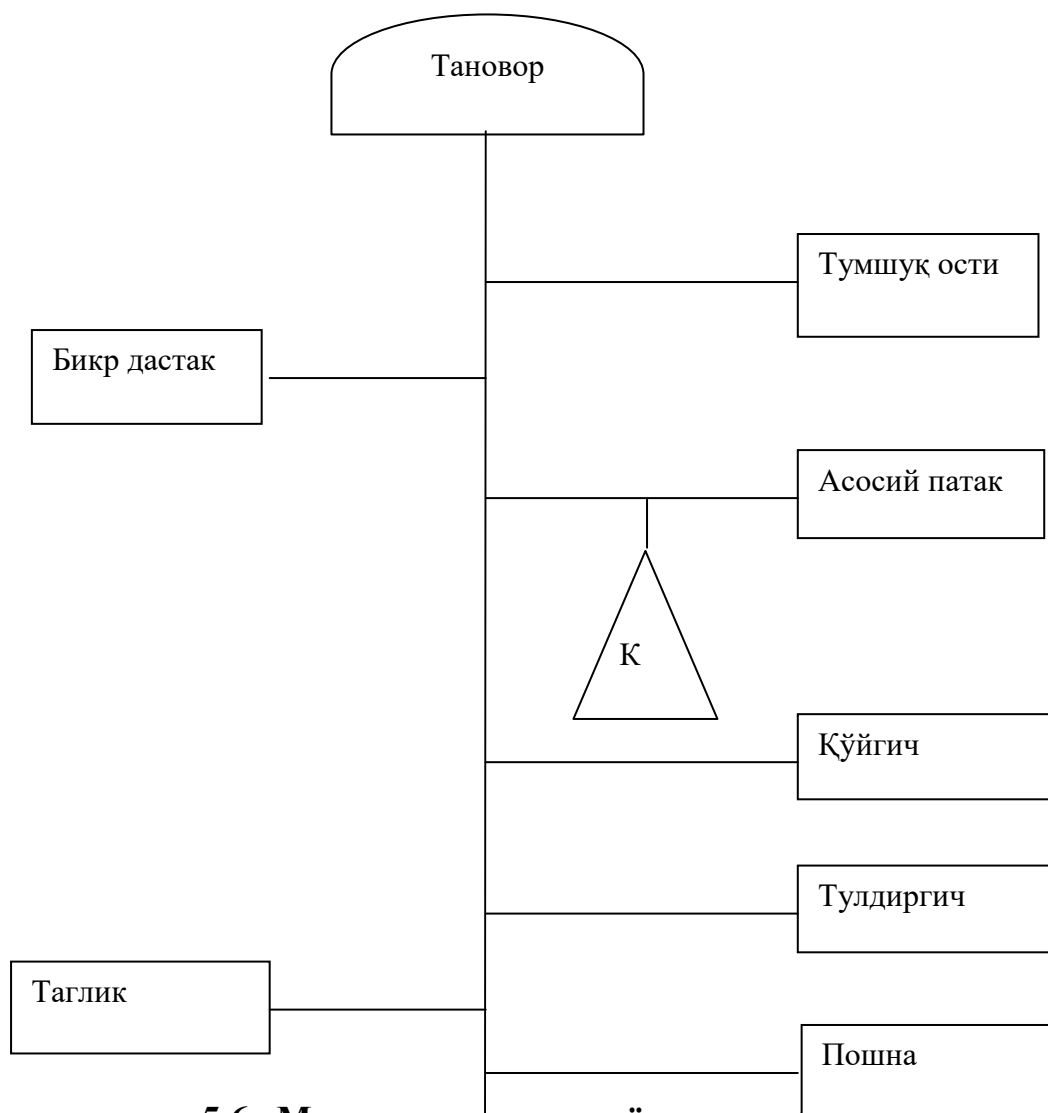 Тановор
Тумшуқ ости
Бикр дастак
Асосий патак
К
Қўйгич
Тулдиргич
Таглик
Пошна